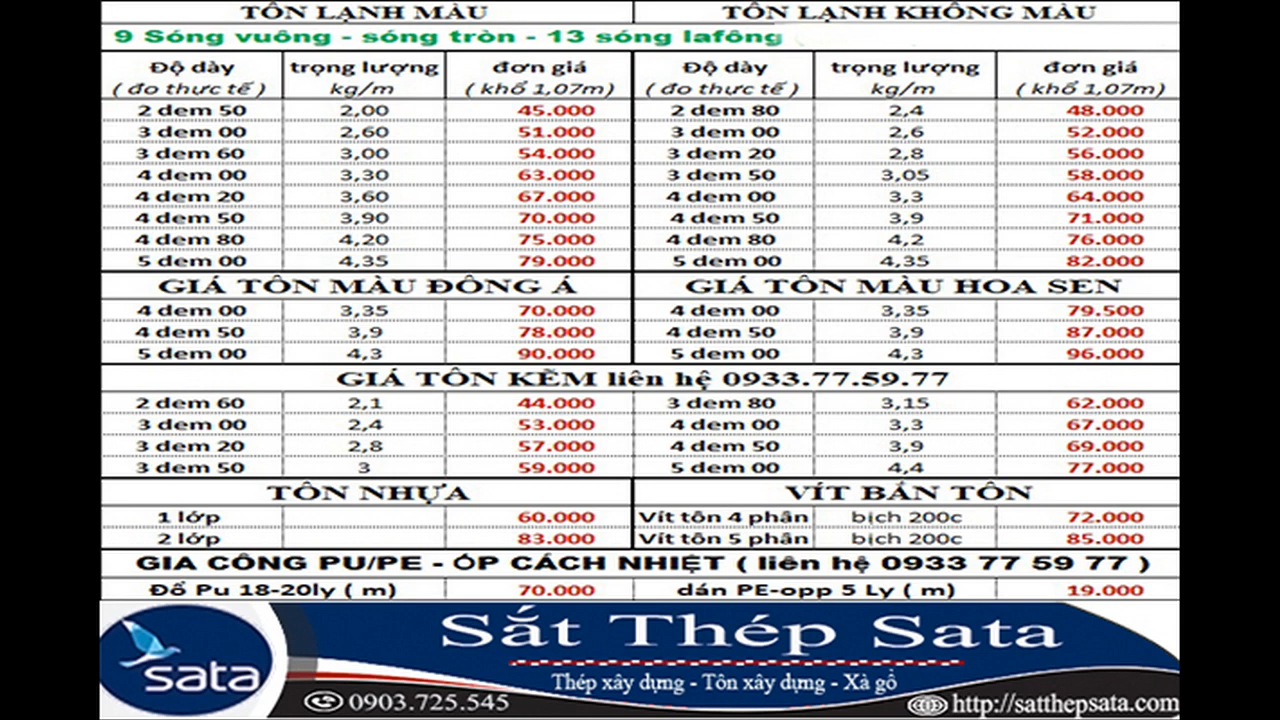 TÔN LẠNH MÀU TÔN LẠNH KHÔNG MÀU
9 Sóng vuông - sóng tròn - 13 sóng lafông
Độ dày trọng lượng đơn giá Độ dày trọng lượng đơn giá
( đo thực tế ) kg/m ( khổ 1,07m) ( đo thực tế ) kg/m ( khổ 1,07m)
2 dem 50 2,00 45.000 2 dem 80 2,4 48.000
3 dem 00 2,60 51.000 3 dem 00 2,6 52.000
3 dem 60 3,00 54.000 3 dem 20 2,8 56.000
4 dem 00 3,30 63.000 3 dem 50 3,05 58.000
4 dem 20 3,60 67.000 4 dem 00 3,3 64.000
4 dem 50 3,90 70.000 4 dem 50 3,9 71.000
4 dem 80 4,20 75.000 4 dem 80 4,2 76.000
5 dem 00 4,35 79.000 5 dem 00 4,35 82.000
GIÁ TÔN MÀU ĐÔNG Á GIÁ TÔN MÀU HOA SEN
4 dem 00 3,35 70.000 4 dem 00 3,35 79.500
4 dem 50 3,9 78.000 4 dem 50 3,9 87.000
5 dem 00 4,3 90.000 5 dem 00 4,3 96.000
GIÁ TÔN KẼM liên hệ 0933.77.59.77
2 dem 60 2,1 44.000 3 dem 80 3,15 62.000
3 dem 00 2,4 53.000 4 dem 00 3,3 67.000
3 dem 20 2,8 57.000 4 dem 50 3,9 69.000
3 dem 50 3 59.000 5 dem 00 4,4 77.000
TÔN NHỰA VÍT BẮN TÔN
1 lớp 60.000 Vít tôn 4 phân bịch 200c 72.000
2 lớp 83.000 Vít tôn 5 phân bịch 200c 85.000
GIA CÔNG PU/PE - ỐP CÁCH NHIỆT ( liên hệ 0933 77 59 77 )
Đổ Pu 18-20ly ( m) 70.000 dán PE-opp 5 Ly ( m) 19.000
Sắt Thép Sata
sata
Thép xây dựng - Tôn xây dựng - Xà gồ
0903.725.545 http://satthepsata.com